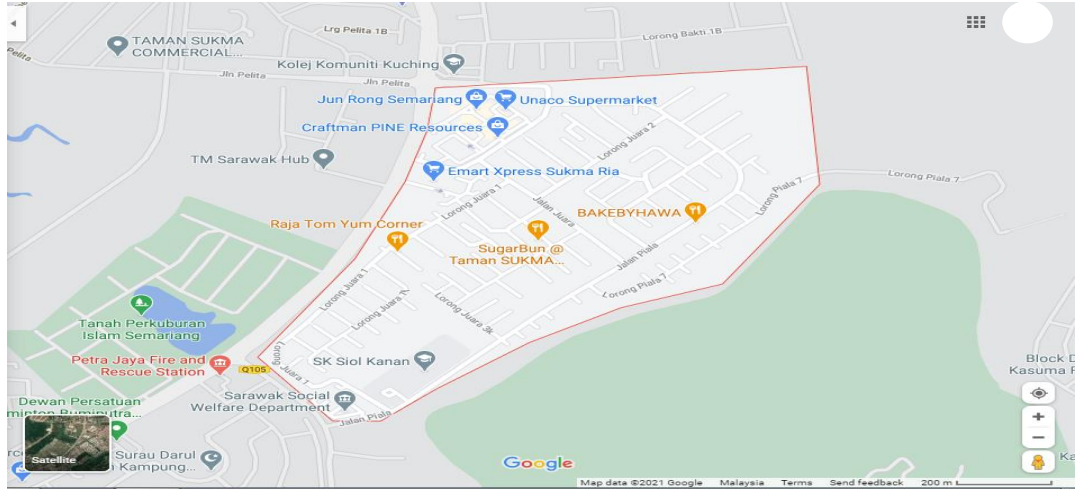 Lrg Pelita 1B
Lorong Bakti 1B
TAMAN SUKMA
COMMERCIAL...
Pelita
Kolej Komuniti Kuching
Jln Pelita
Jln Pelita
Jun Rong Semariang
Unaco Supermarket
Craftman PINE Resources
Lorong Juara 2
TM Sarawak Hub
Emart Xpress Sukma Ria
Lorong Piala 7
Lorong Juara 1
Jalan Juara
Lorong Piala 7
BAKEBYHAWA
Raja Tom Yum Corner
SugarBun @
Taman SUKMA...
Jalan Piala
Lorong Juara 1
Lorong Piala 7
Lorong Juara
Lorong Juara 3k
Tanah Perkuburan
Islam Semariang
Lorong Juara 1
SK Siol Kanan
Petra Jaya Fire and
Rescue Station
Q105
Block D
Kasuma
Sarawak Social
Welfare Department
Jalan Piala
Dewan Persatuan
Satellite
Surau Darul
Kampung...
Google
Map data ©2021 Google Malaysia Terms Send feedback 200 m